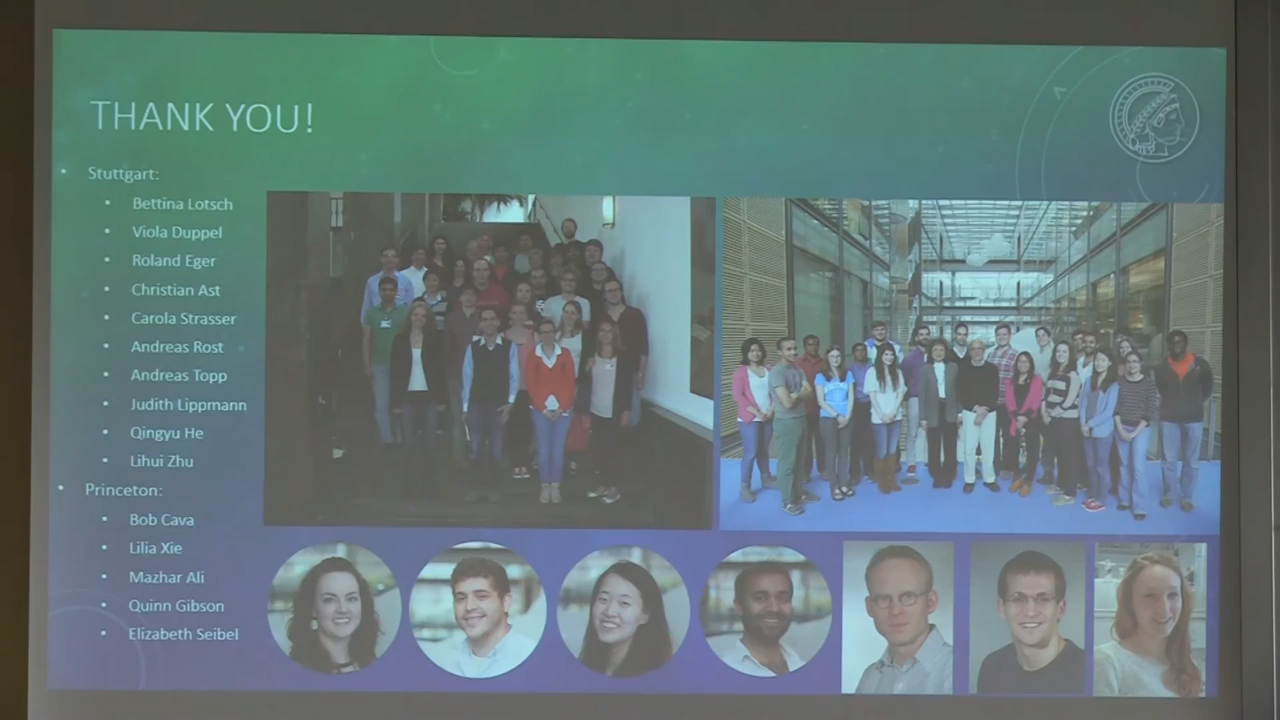 THANK YOU!
Stuttgart:
Bettina Lotsch
Viola Duppel
Roland Eger
Christian Ast
Carola Strasser
Andreas Rost
Andreas Topp
Judith Lippmann
Qingyu He
Lihui Zhu
Princeton:
Bob Cava
Lilia Xie
Mazhar Ali
Quinn Gibson
Elizabeth Seibel